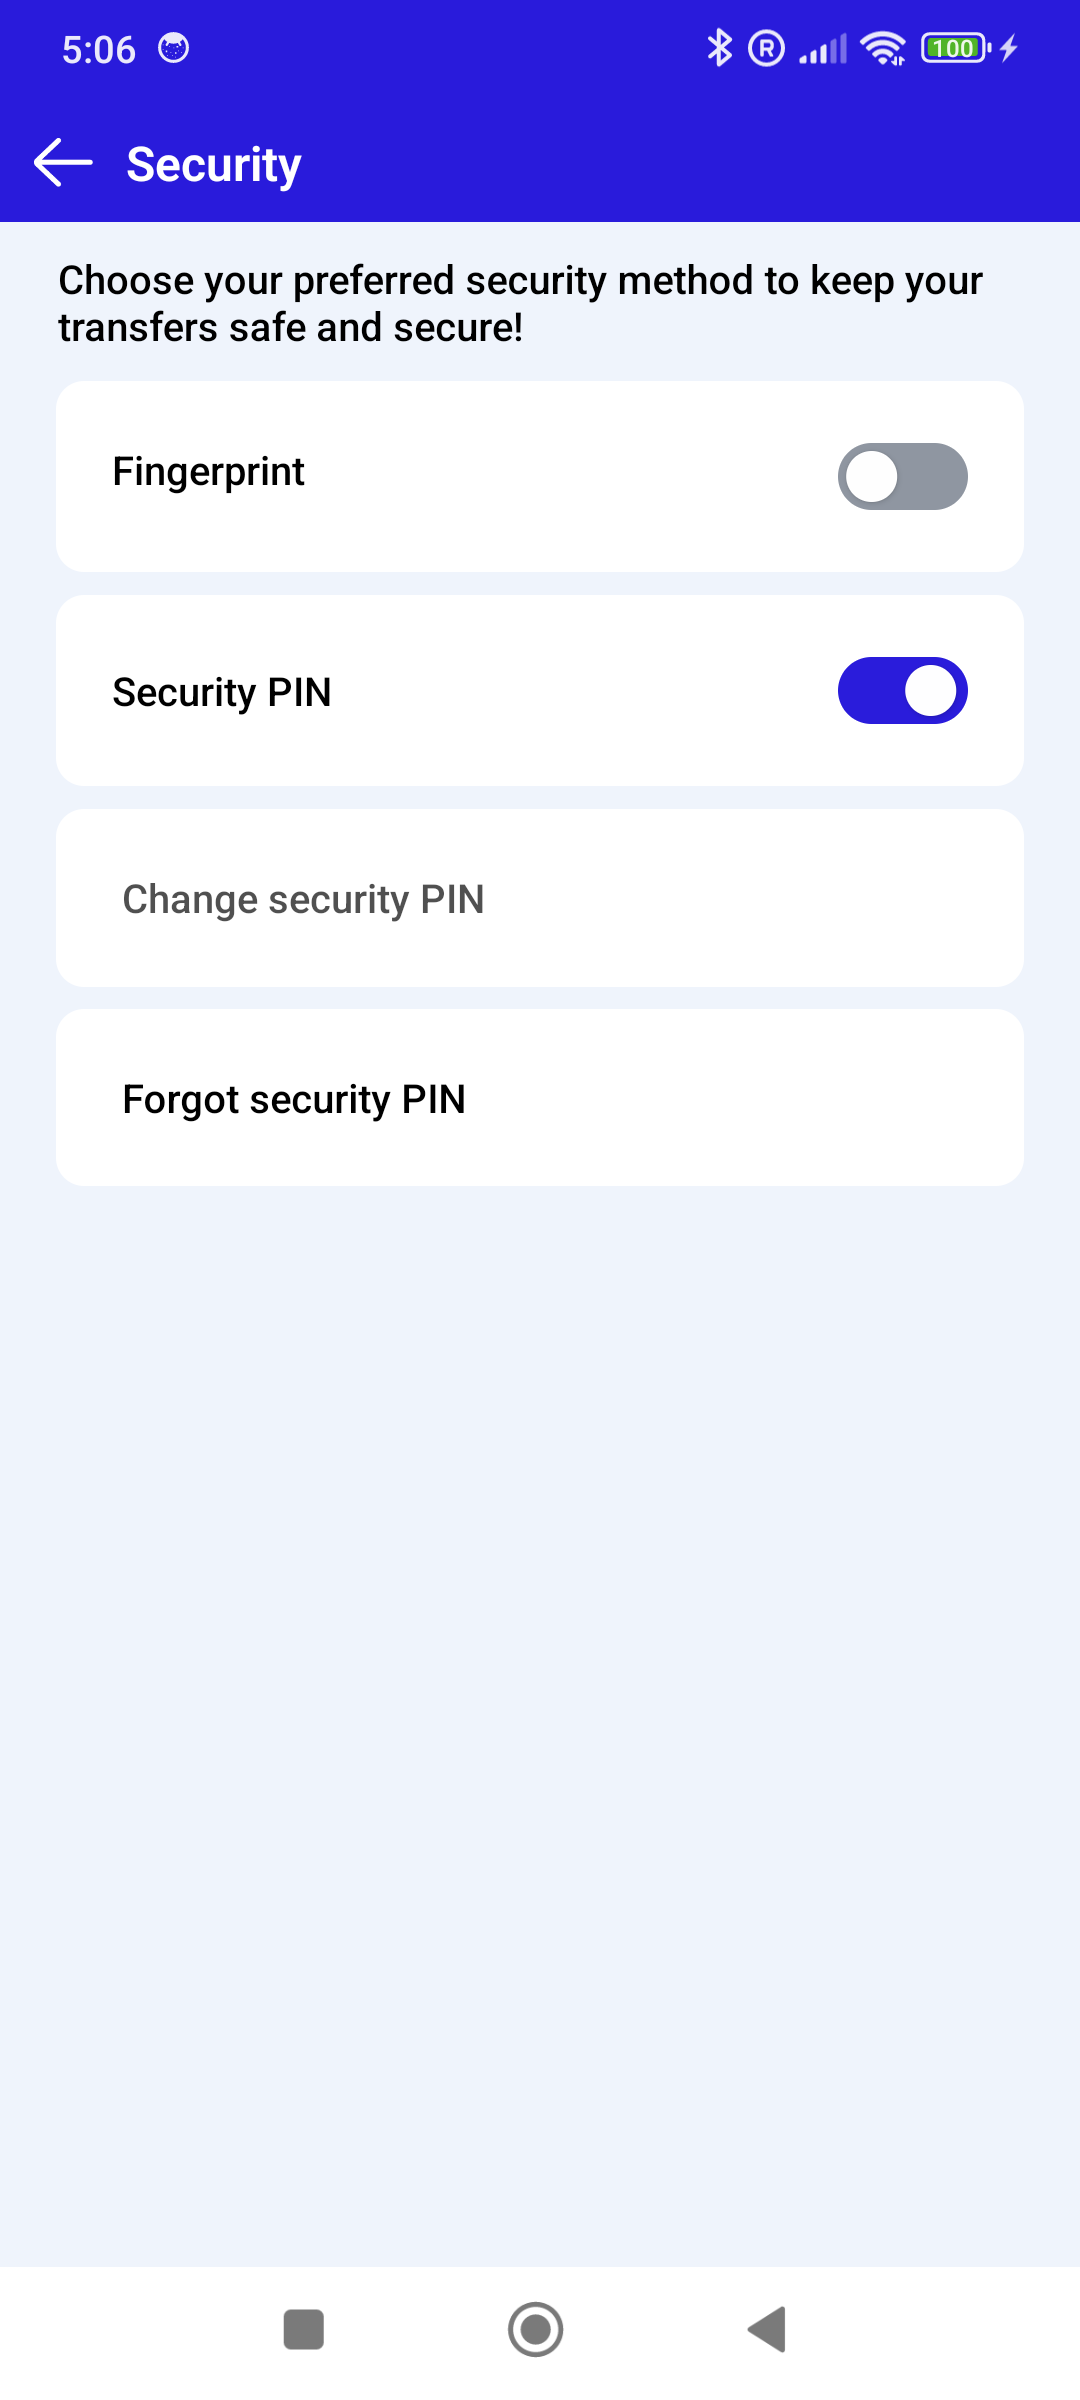 5:06
100
Security
Choose your preferred security method to keep your
transfers safe and secure!
Fingerprint
Security PIN
Change security PIN
Forgot security PIN